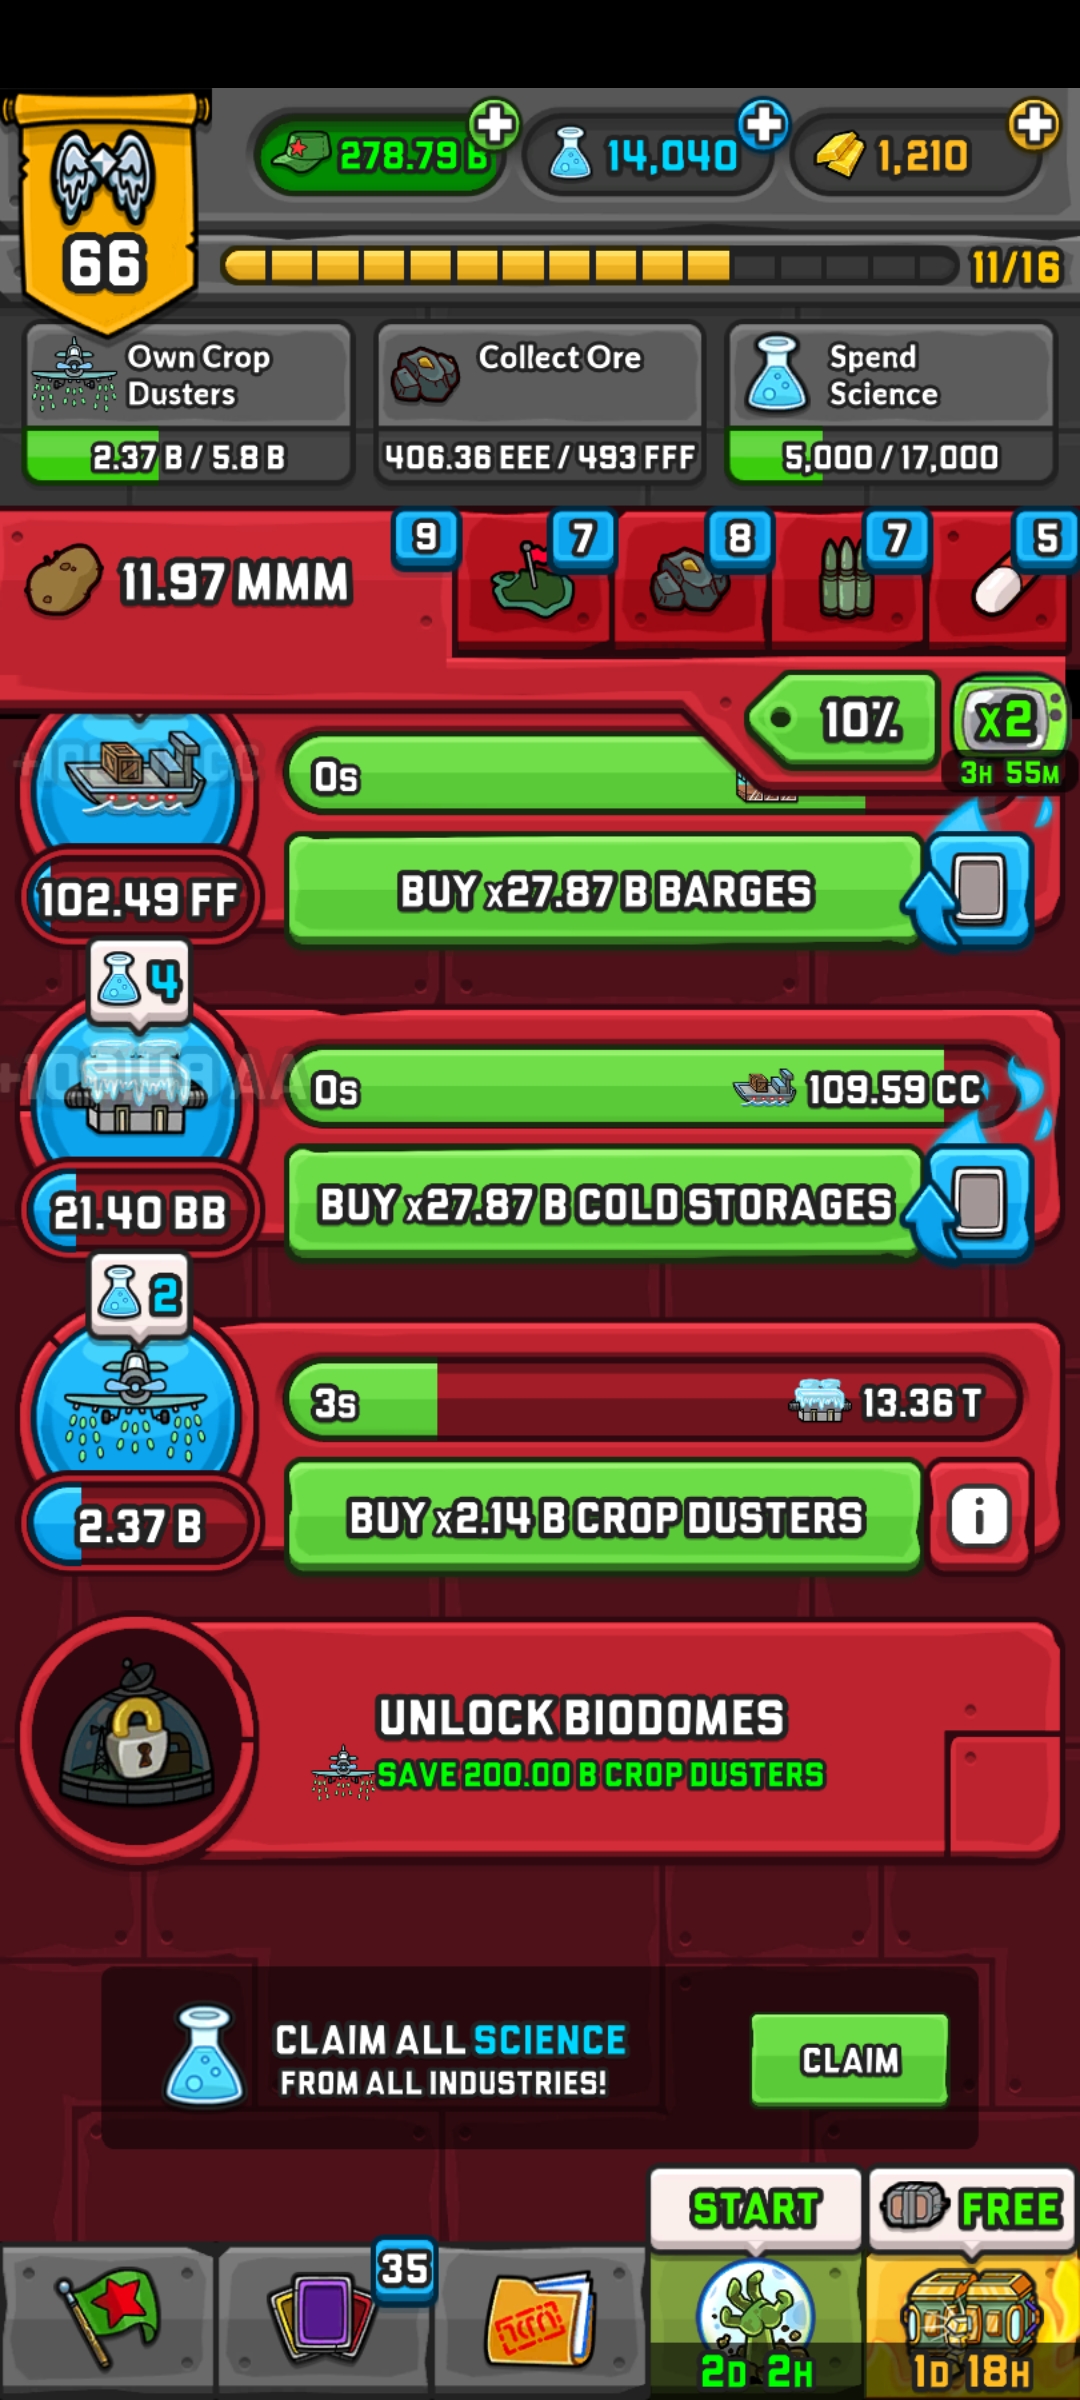 66
278.79 B
14,040
1,210
11/16
Own Crop
Dusters
2.37 B / 5.8 B
Collect Ore
406.36 EEE / 493 FFF
Spend
Science
5,000 / 17,000
11.97 MMM
9
7
8
7
5
10%
x2
3H 55M
0s
102.49 FF
BUY x27.87 B BARGES
4
0s
109.59 CC
21.40 BB
BUY x27.87 B COLD STORAGES
2
3s
13.36 T
2.37 B
BUY x2.14 B CROP DUSTERS
i
UNLOCK BIODOMES
SAVE 200.00 B CROP DUSTERS
CLAIM ALL SCIENCE
FROM ALL INDUSTRIES!
CLAIM
START
FREE
35
2D 2H
1D 18H